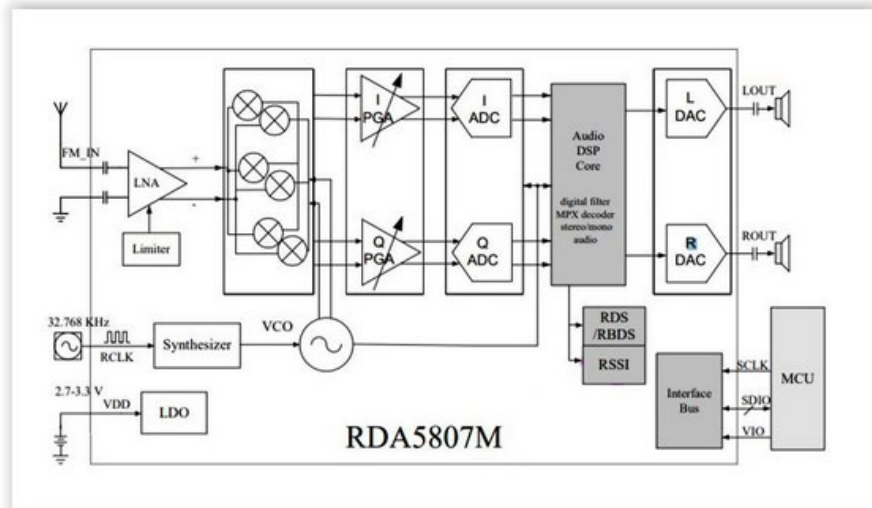 FM_IN
LNA
+
-
Limiter
I
PGA
Q
PGA
I
ADC
Q
ADC
Audio
DSP
Core
digital filter
MPX decoder
stereo/mono
audio
L
DAC
R
DAC
LOUT
ROUT
32.768 KHz
RCLK
Synthesizer
VCO
RDS
/RBDS
RSSI
2.7-3.3 V
VDD
LDO
Interface
Bus
SCLK
SDIO
VIO
MCU
RDA5807M